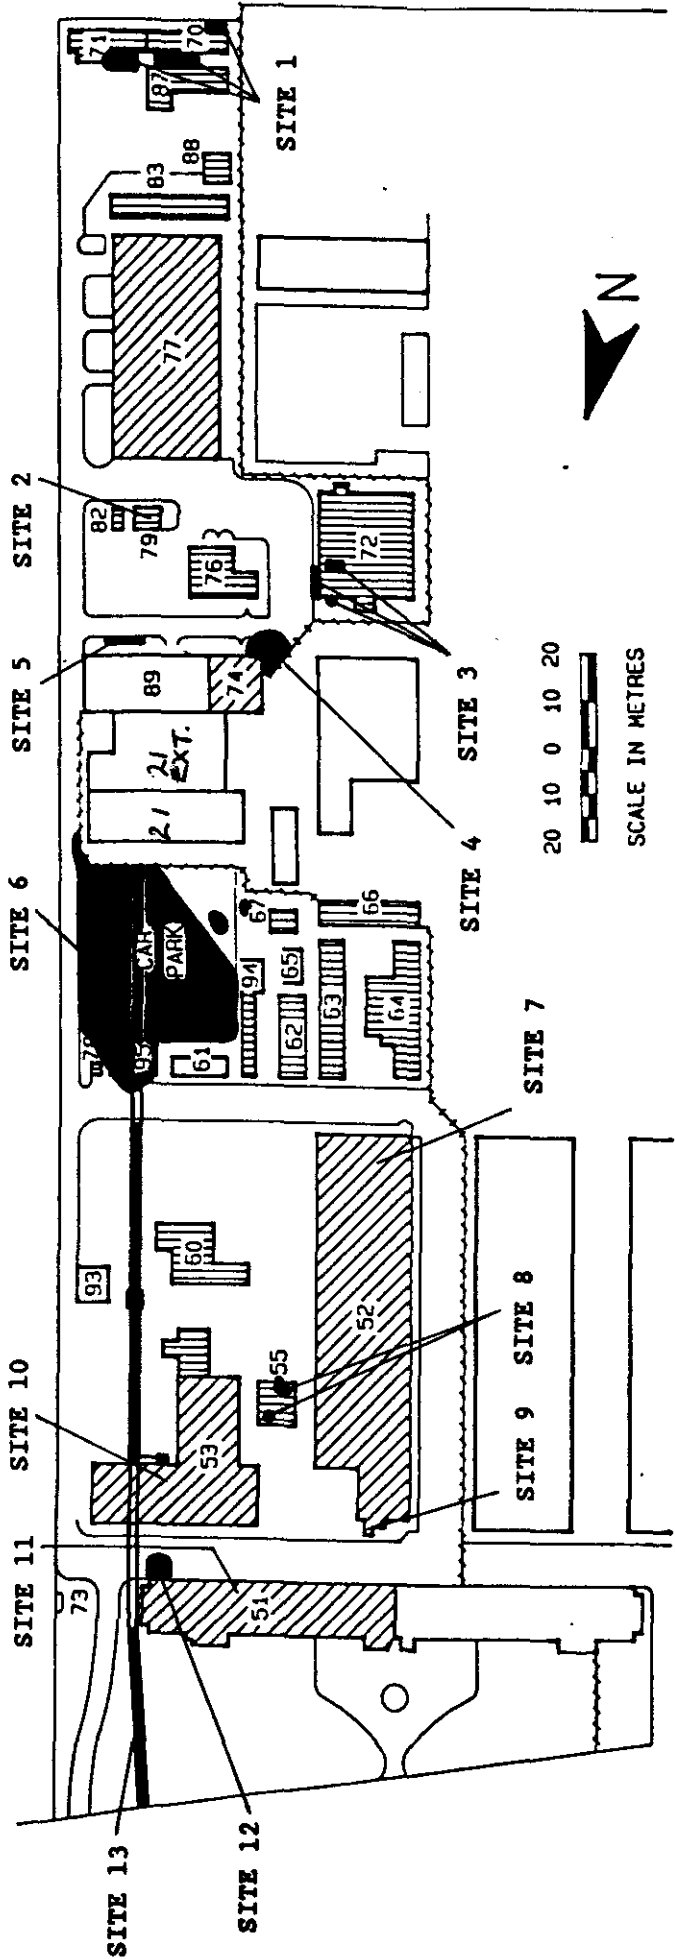 SITE 1
SITE 2
SITE 3
SITE 4
SITE 5
SITE 6
SITE 7
SITE 8
SITE 9
SITE 10
SITE 11
SITE 12
SITE 13
71
70
87
88
83
77
82
79
76
72
89
74
21 EXT.
21
CAR
PARK
95
94
67
66
65
61
62
63
64
93
60
52
55
53
73
51
N
20 10 0 10 20
SCALE IN METRES